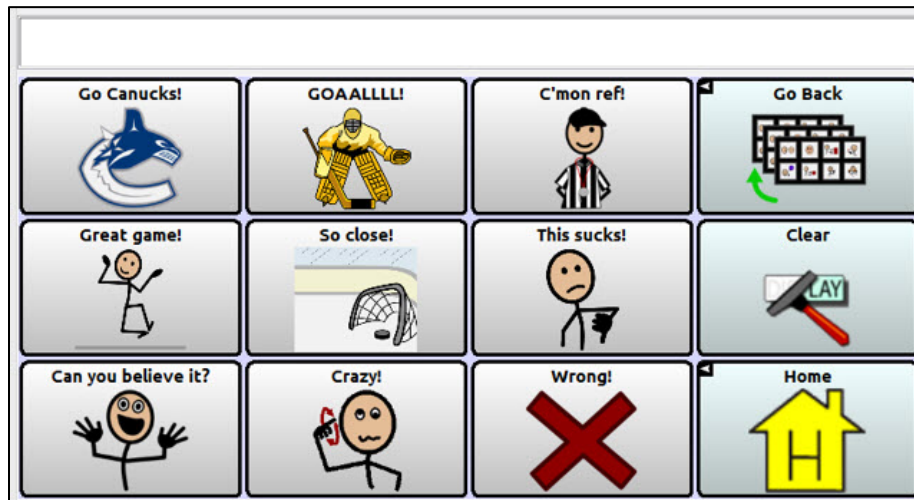 Go Canucks!
GOAALLLL!
C'mon ref!
Go Back
Great game!
So close!
This sucks!
Clear
LAY
Can you believe it?
Crazy!
Wrong!
Home
H